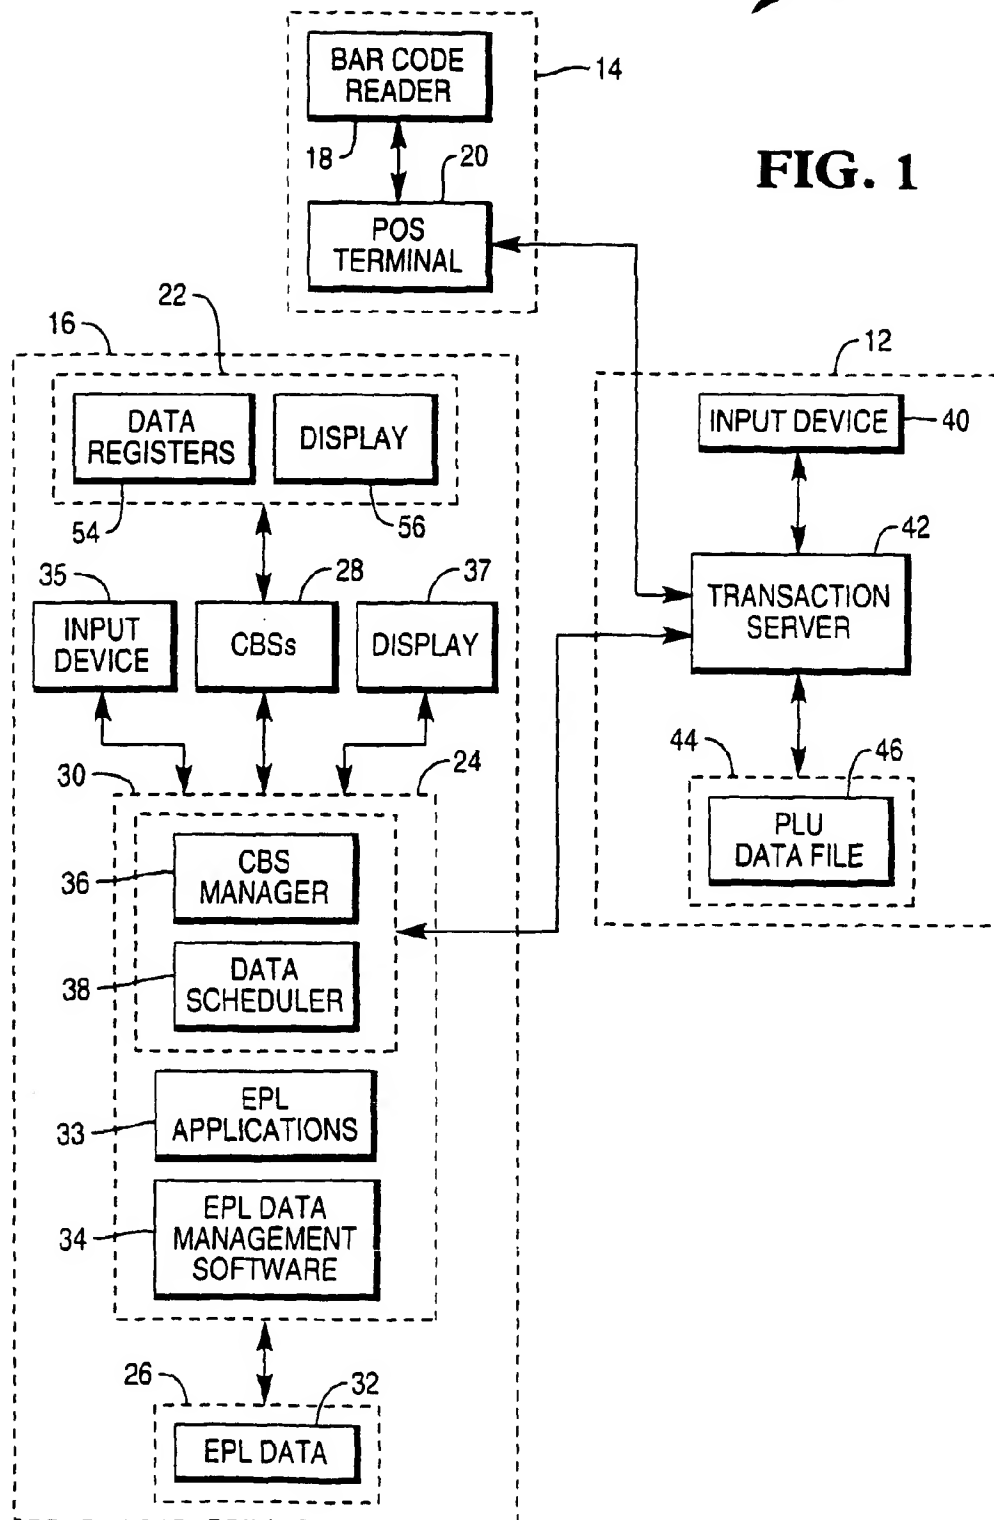 BAR CODE
READER
14
18
20
FIG. 1
POS
TERMINAL
22
16
12
DATA
REGISTERS
DISPLAY
INPUT DEVICE
40
54
56
42
35
28
37
TRANSACTION
SERVER
INPUT
DEVICE
CBSs
DISPLAY
44
46
30
24
PLU
DATA FILE
CBS
MANAGER
36
DATA
SCHEDULER
38
EPL
APPLICATIONS
33
EPL DATA
MANAGEMENT
SOFTWARE
34
26
32
EPL DATA